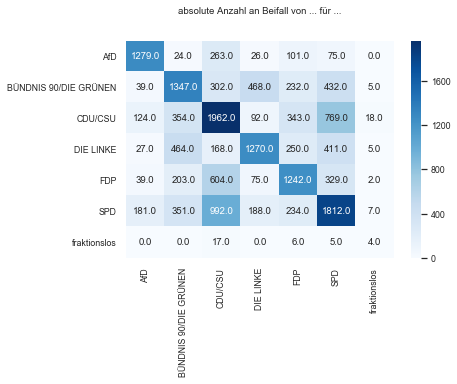 absolute Anzahl an Beifall von ... für ...
AfD 1279.0 24.0 263.0 26.0 101.0 75.0 0.0
BÜNDNIS 90/DIE GRÜNEN 39.0 1347.0 302.0 468.0 232.0 432.0 5.0
CDU/CSU 124.0 354.0 1962.0 92.0 343.0 769.0 18.0
DIE LINKE 27.0 464.0 168.0 1270.0 250.0 411.0 5.0
FDP 39.0 203.0 604.0 75.0 1242.0 329.0 2.0
SPD 181.0 351.0 992.0 188.0 234.0 1812.0 7.0
fraktionslos 0.0 0.0 17.0 0.0 6.0 5.0 4.0
AfD
BÜNDNIS 90/DIE GRÜNEN
CDU/CSU
DIE LINKE
FDP
SPD
fraktionslos
1600
1200
800
400
0